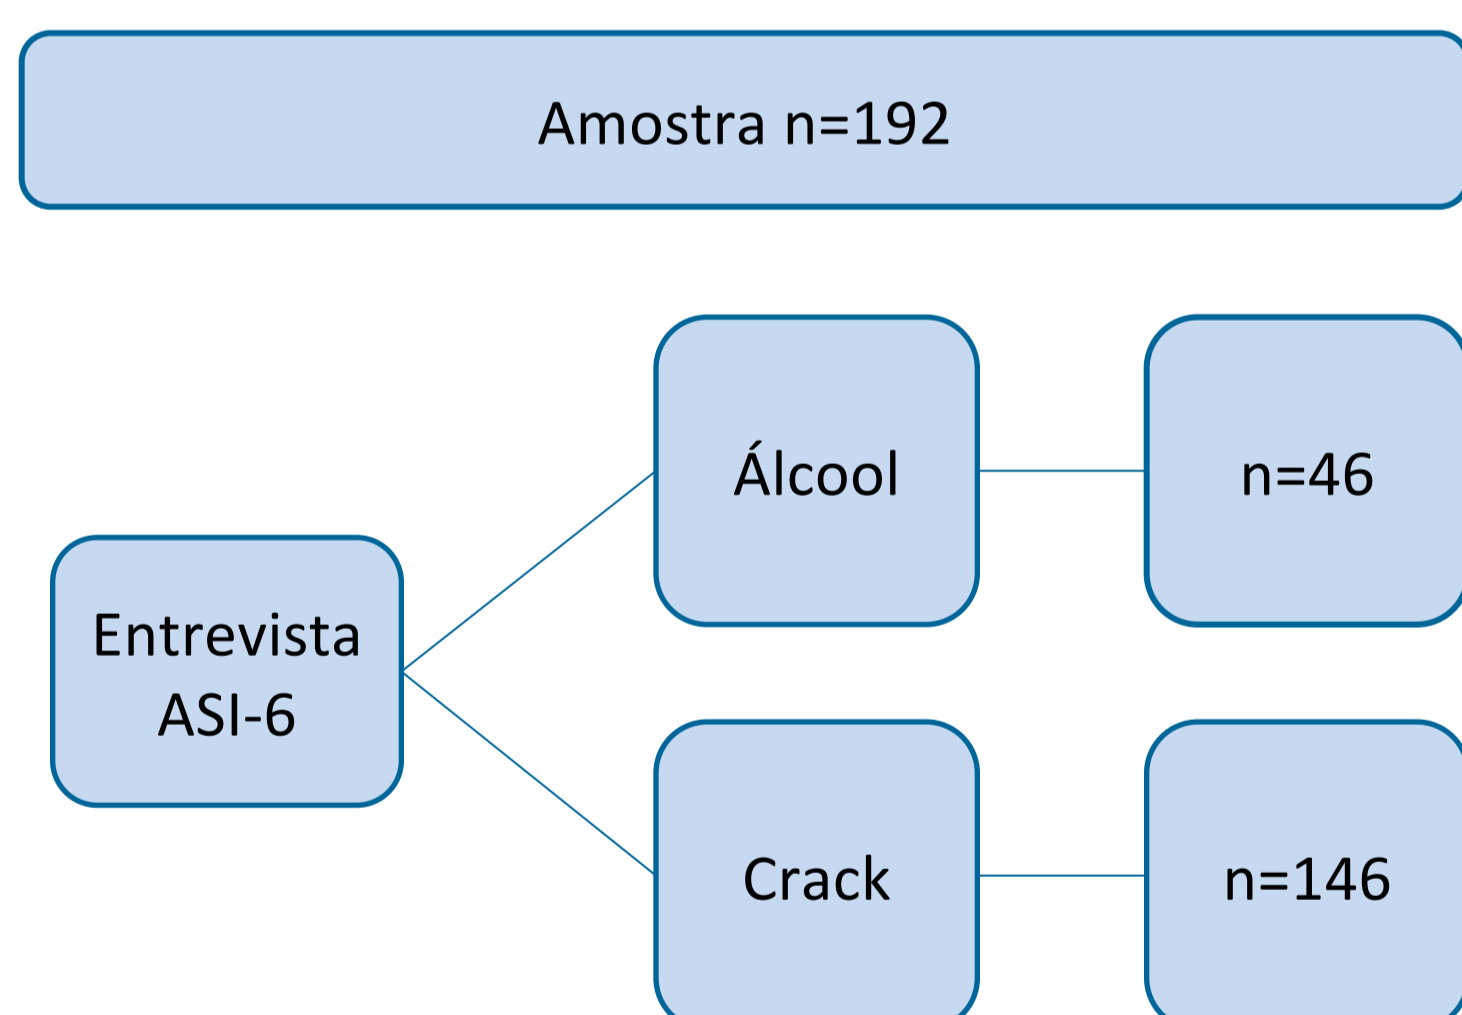 Amostra n=192
Álcool
n=46
Entrevista
ASI-6
Crack
n=146